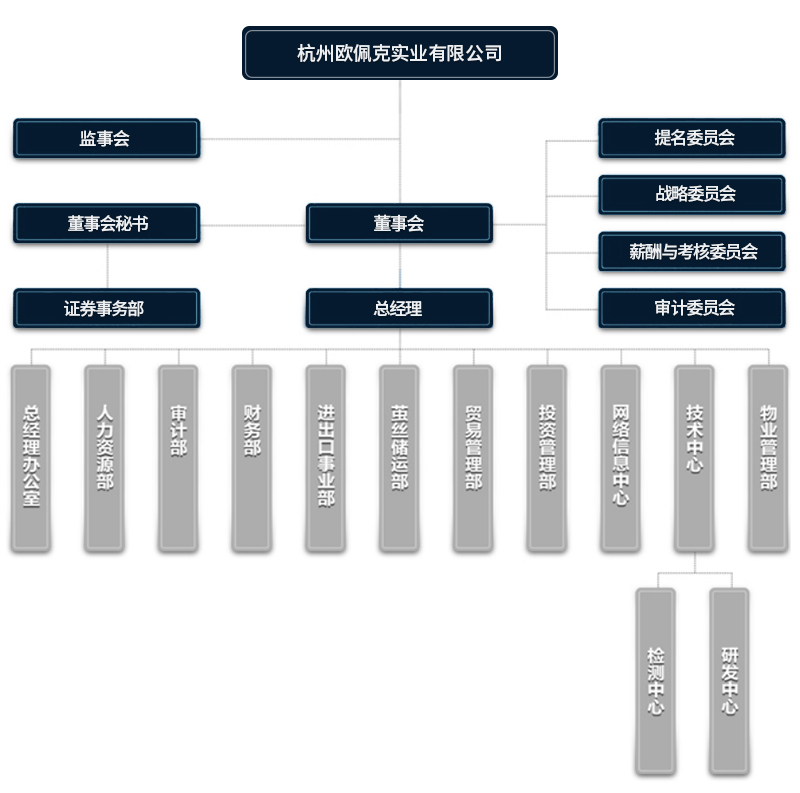 杭州欧佩克实业有限公司
监事会
提名委员会
战略委员会
董事会秘书
董事会
薪酬与考核委员会
证券事务部
总经理
审计委员会
总经理办公室
人力资源部
审计部
财务部
进出口事业部
茧丝储运部
贸易管理部
投资管理部
网络信息中心
技术中心
物业管理部
检测中心
研发中心